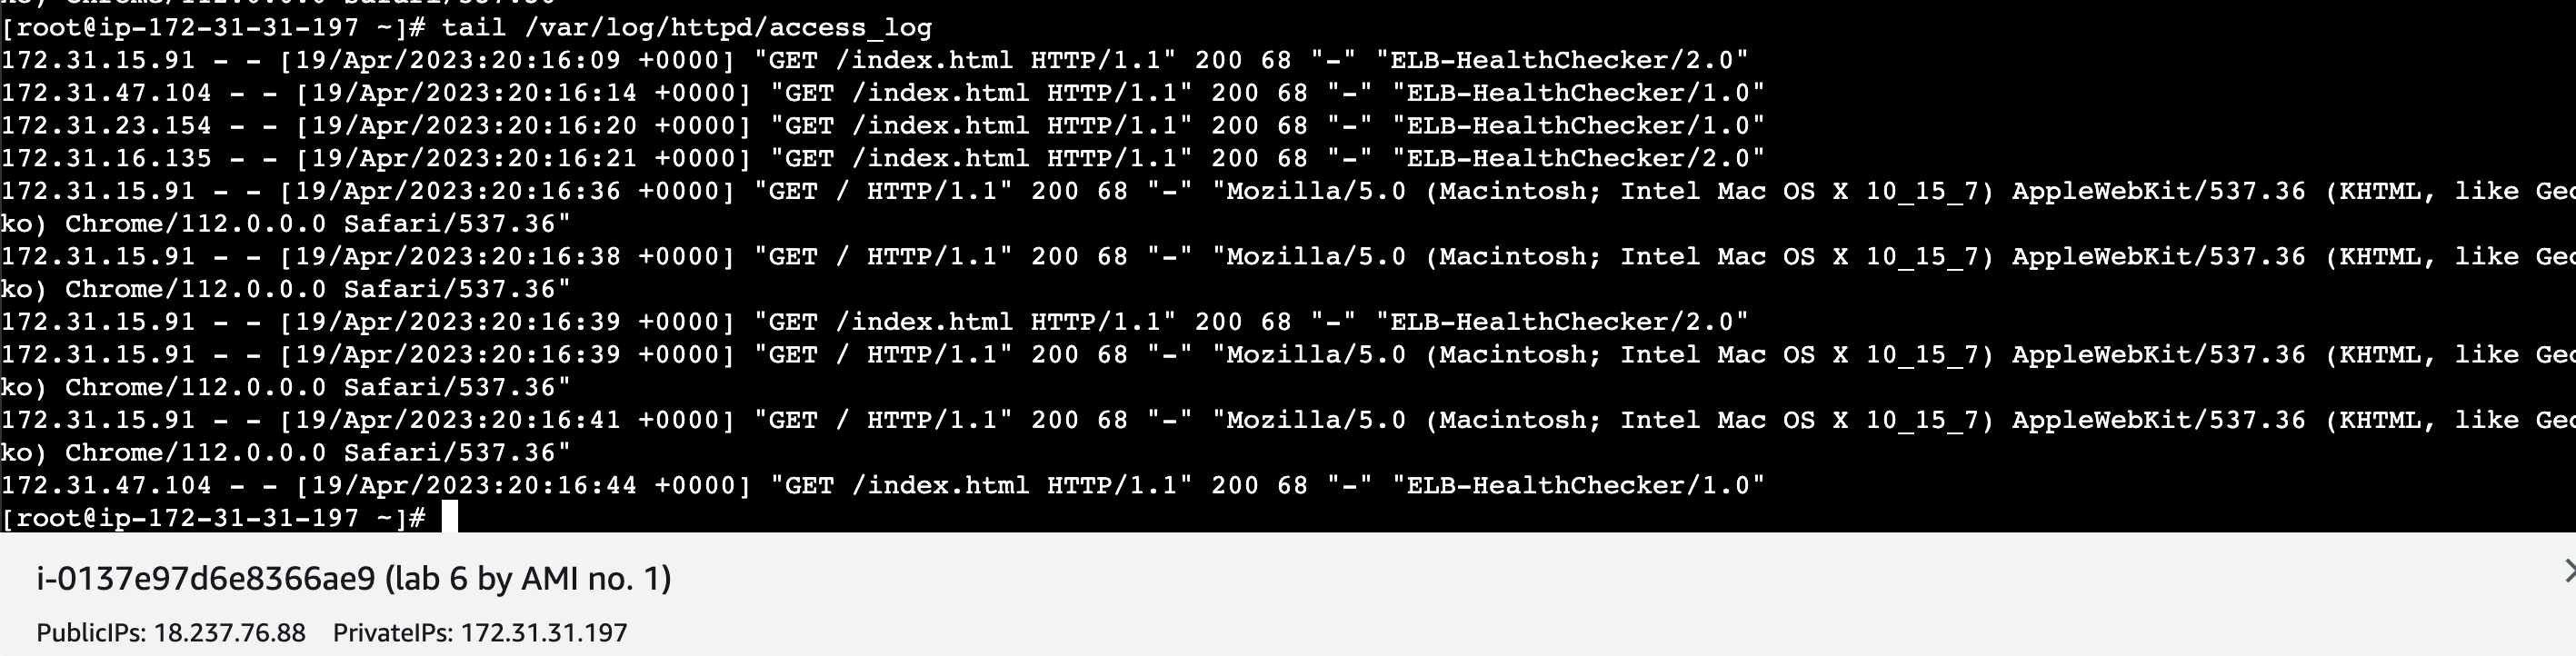 ko) Chrome/112.0.0.0 Safari/537.36"
[root@ip-172-31-31-197 ~]# tail /var/log/httpd/access_log
172.31.15.91 - - [19/Apr/2023:20:16:09 +0000] "GET /index.html HTTP/1.1" 200 68 "-" "ELB-HealthChecker/2.0"
172.31.47.104 - - [19/Apr/2023:20:16:14 +0000] "GET /index.html HTTP/1.1" 200 68 "-" "ELB-HealthChecker/1.0"
172.31.23.154 - - [19/Apr/2023:20:16:20 +0000] "GET /index.html HTTP/1.1" 200 68 "-" "ELB-HealthChecker/1.0"
172.31.16.135 - - [19/Apr/2023:20:16:21 +0000] "GET /index.html HTTP/1.1" 200 68 "-" "ELB-HealthChecker/2.0"
172.31.15.91 - - [19/Apr/2023:20:16:36 +0000] "GET / HTTP/1.1" 200 68 "-" "Mozilla/5.0 (Macintosh; Intel Mac OS X 10_15_7) AppleWebKit/537.36 (KHTML, like Gec
ko) Chrome/112.0.0.0 Safari/537.36"
172.31.15.91 - - [19/Apr/2023:20:16:38 +0000] "GET / HTTP/1.1" 200 68 "-" "Mozilla/5.0 (Macintosh; Intel Mac OS X 10_15_7) AppleWebKit/537.36 (KHTML, like Gec
ko) Chrome/112.0.0.0 Safari/537.36"
172.31.15.91 - - [19/Apr/2023:20:16:39 +0000] "GET /index.html HTTP/1.1" 200 68 "-" "ELB-HealthChecker/2.0"
172.31.15.91 - - [19/Apr/2023:20:16:39 +0000] "GET / HTTP/1.1" 200 68 "-" "Mozilla/5.0 (Macintosh; Intel Mac OS X 10_15_7) AppleWebKit/537.36 (KHTML, like Gec
ko) Chrome/112.0.0.0 Safari/537.36"
172.31.15.91 - - [19/Apr/2023:20:16:41 +0000] "GET / HTTP/1.1" 200 68 "-" "Mozilla/5.0 (Macintosh; Intel Mac OS X 10_15_7) AppleWebKit/537.36 (KHTML, like Gec
ko) Chrome/112.0.0.0 Safari/537.36"
172.31.47.104 - - [19/Apr/2023:20:16:44 +0000] "GET /index.html HTTP/1.1" 200 68 "-" "ELB-HealthChecker/1.0"
[root@ip-172-31-31-197 ~]#
i-0137e97d6e8366ae9 (lab 6 by AMI no. 1)
PublicIPs: 18.237.76.88 PrivateIPs: 172.31.31.197